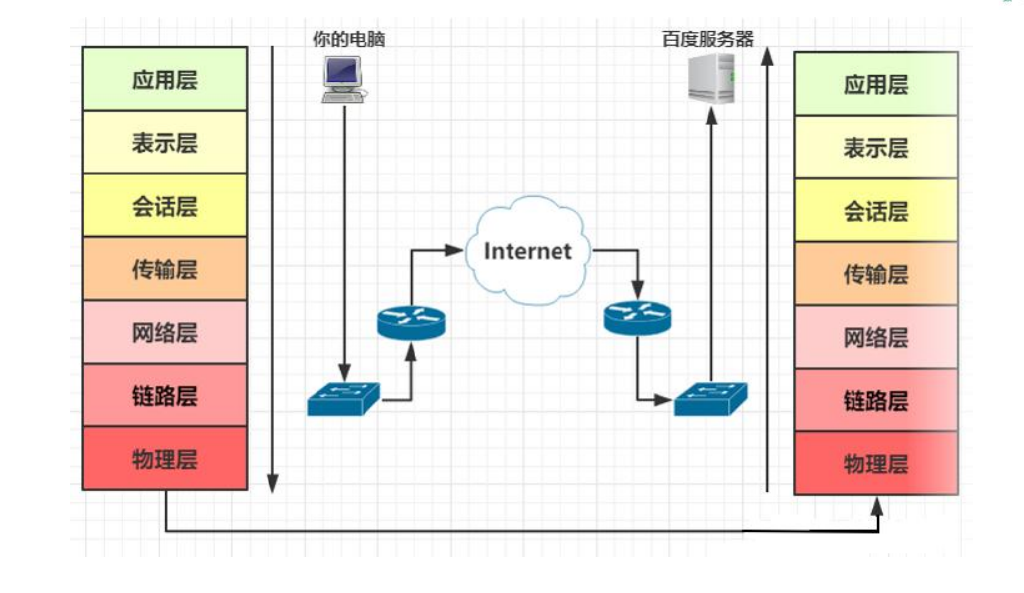 你的电脑
百度服务器
应用层
表示层
会话层
传输层
网络层
链路层
物理层
Internet
应用层
表示层
会话层
传输层
网络层
链路层
物理层